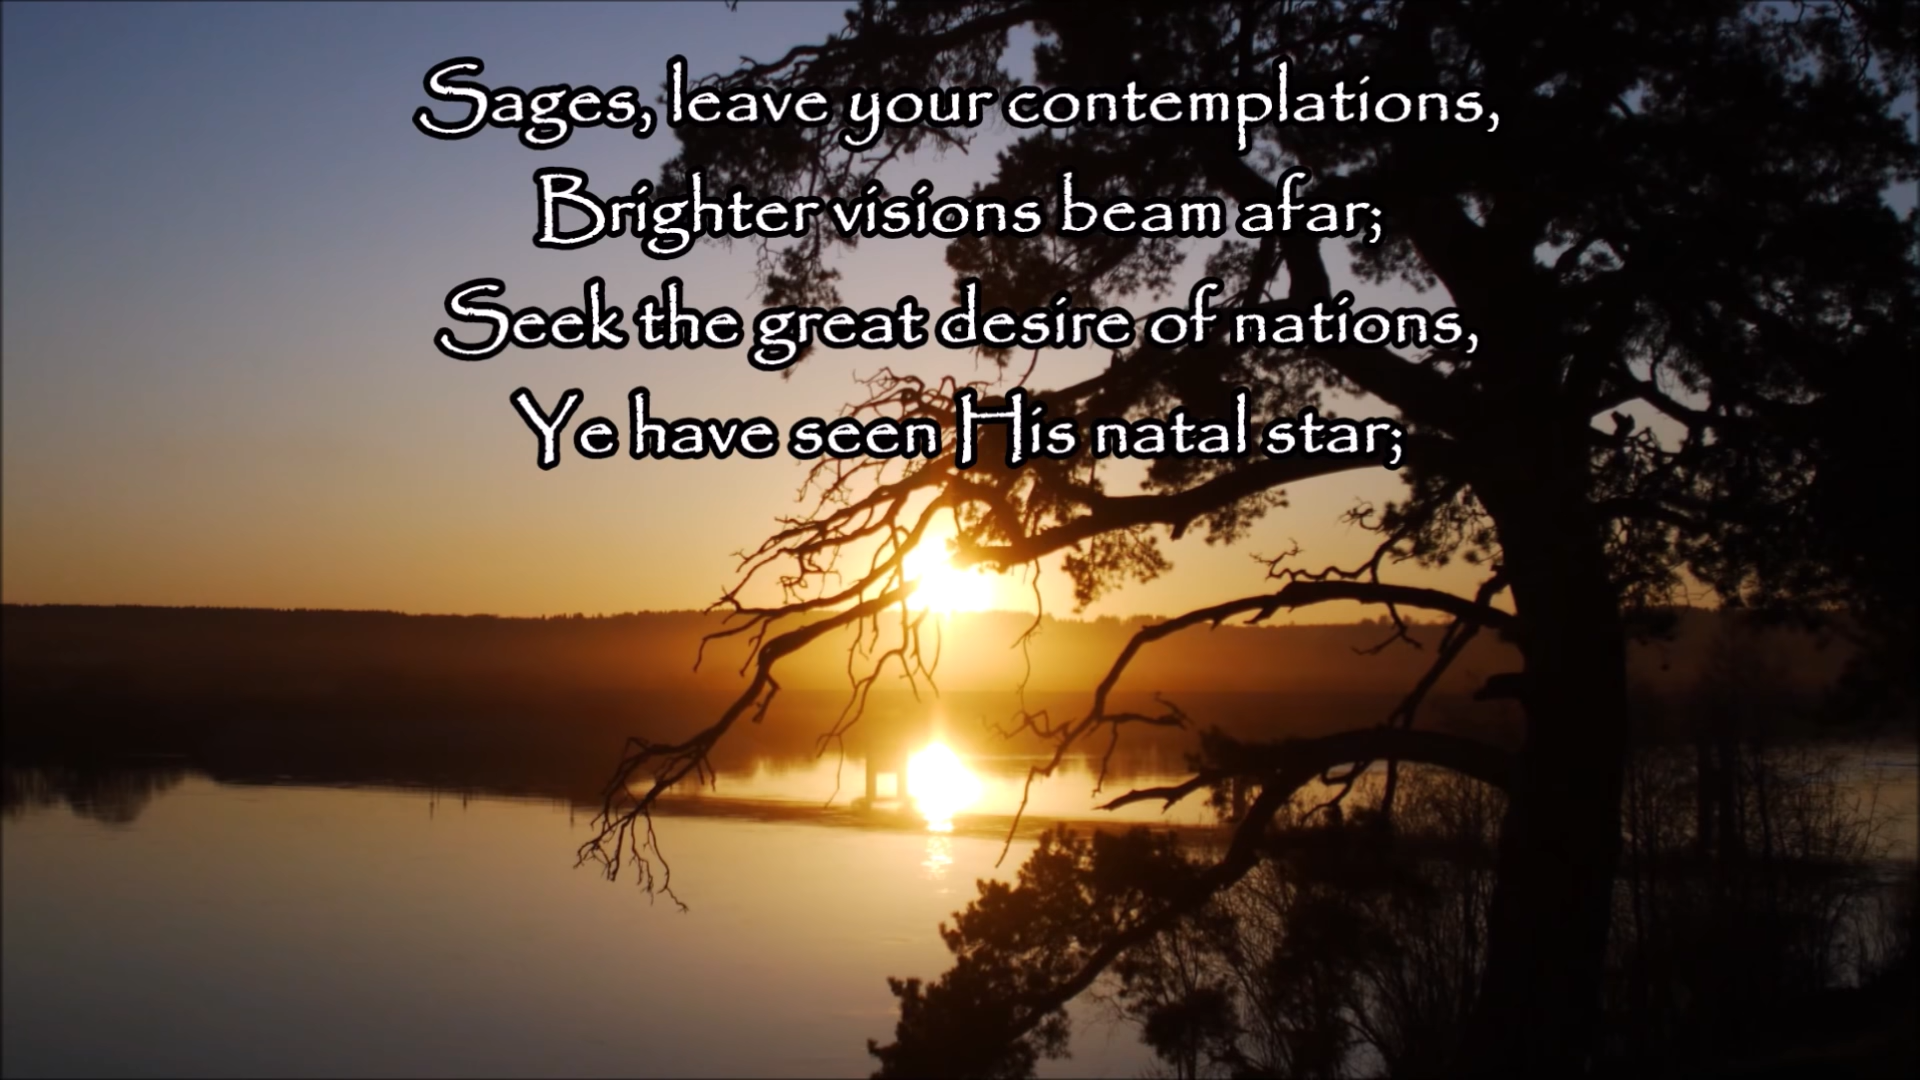 Sages, leave your contemplations,
Brighter visions beam afar;
Seek the great desire of nations,
Ye have seen His natal star;